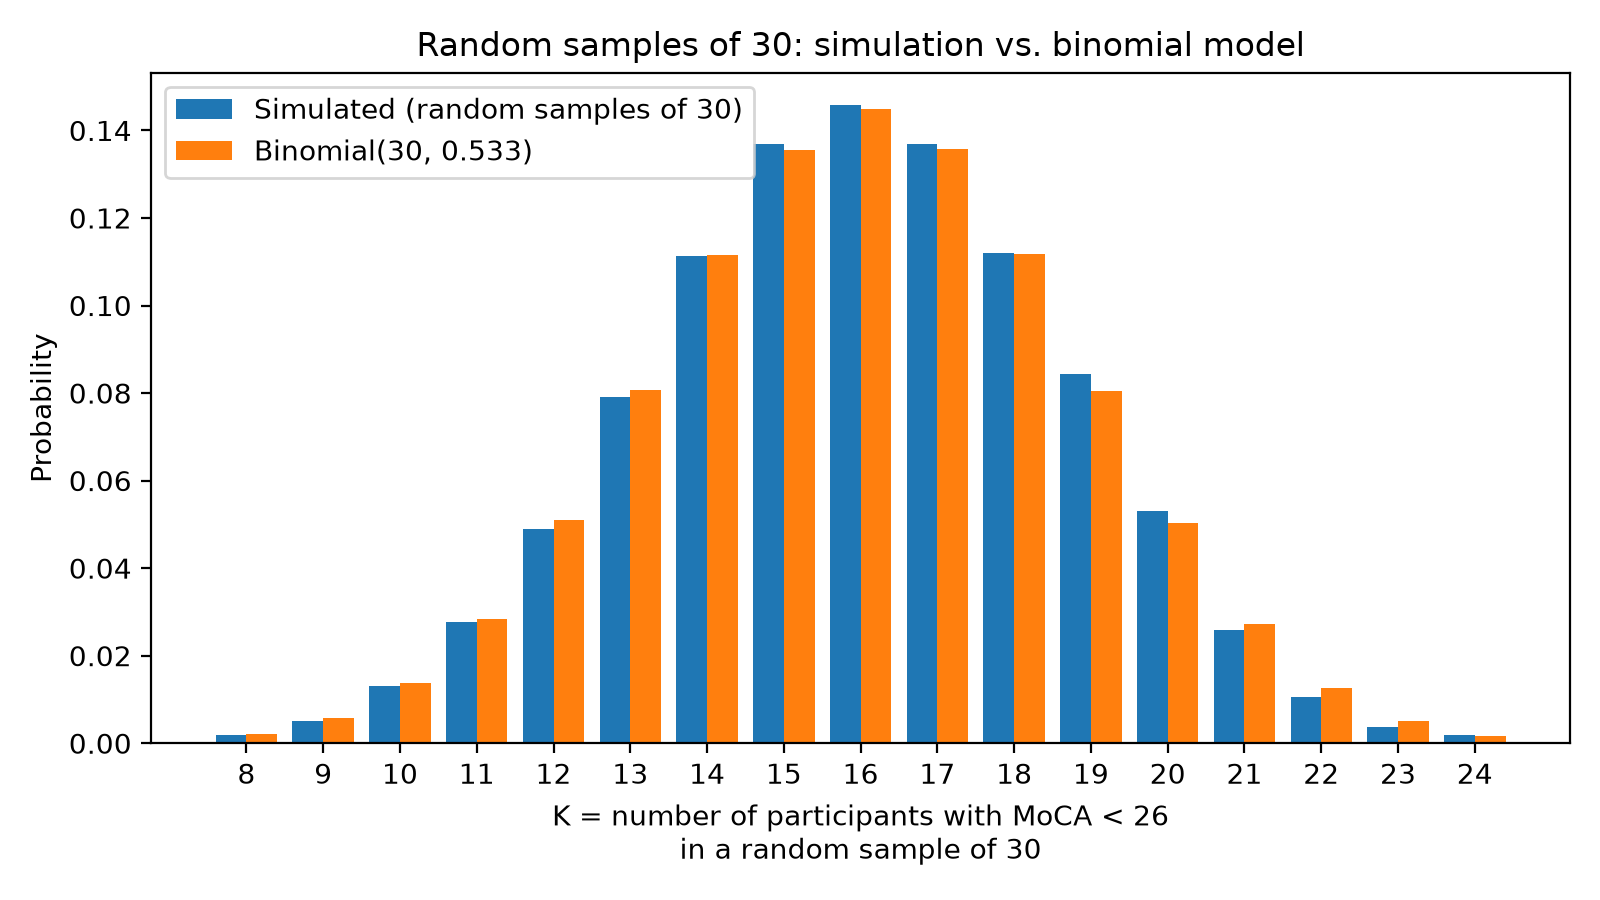 Random samples of 30: simulation vs. binomial model
Simulated (random samples of 30)
Binomial(30, 0.533)
Probability
0.14
0.12
0.10
0.08
0.06
0.04
0.02
0.00
8 9 10 11 12 13 14 15 16 17 18 19 20 21 22 23 24
K = number of participants with MoCA < 26
in a random sample of 30